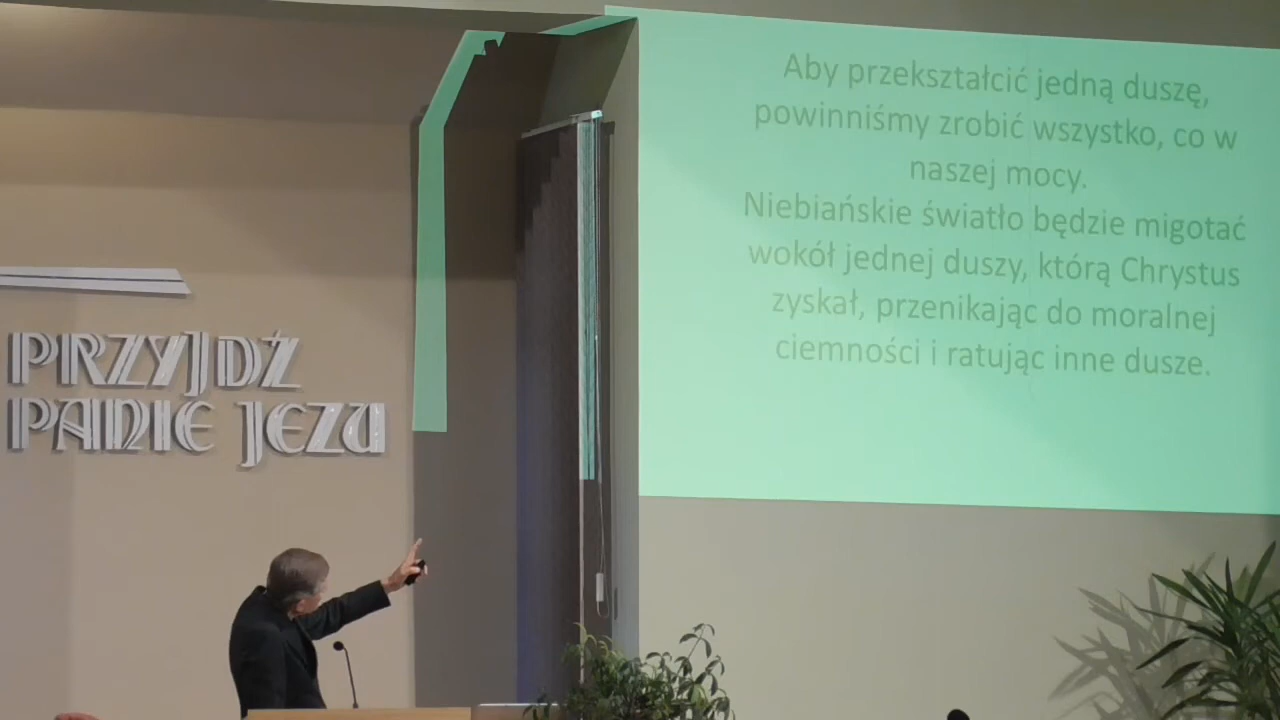 PRZYJDŹ
PANIE JEZU
Aby przekształcić jedną duszę,
powinniśmy zrobić wszystko, co w
naszej mocy.
Niebiańskie światło będzie migotać
wokół jednej duszy, którą Chrystus
zyskał, przenikając do moralnej
ciemności i ratując inne dusze.